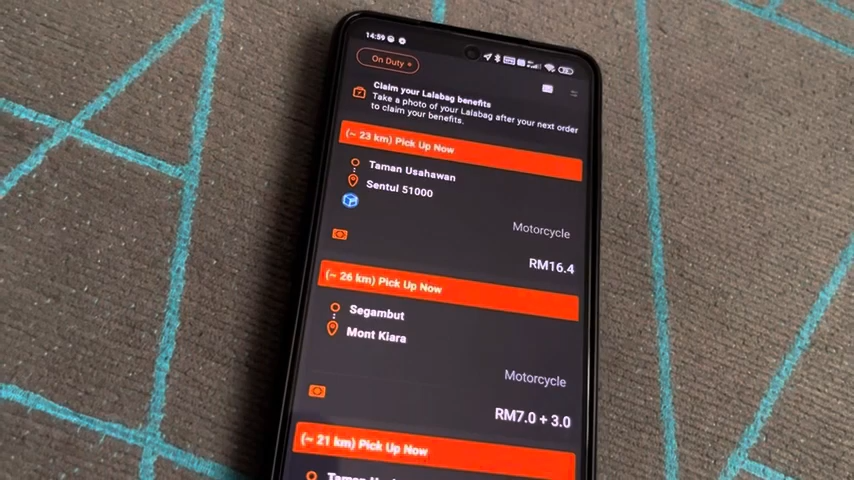 14:59
On Duty
Claim your Lalabag benefits
Take a photo of your Lalabag after your next order
to claim your benefits.
(~ 23 km) Pick Up Now
Taman Usahawan
Sentul 51000
Motorcycle
RM16.4
(~ 26 km) Pick Up Now
Segambut
Mont Kiara
Motorcycle
RM7.0 + 3.0
(~ 21 km) Pick Up Now
Taman